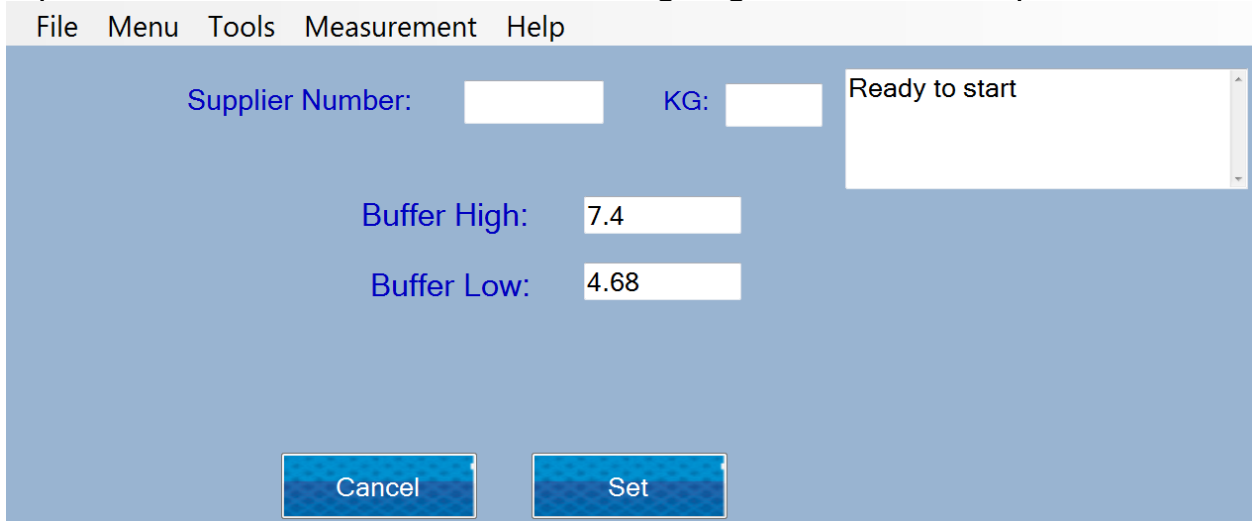 File Menu Tools Measurement Help
Supplier Number: KG: Ready to start
Buffer High: 7.4
Buffer Low: 4.68
Cancel Set